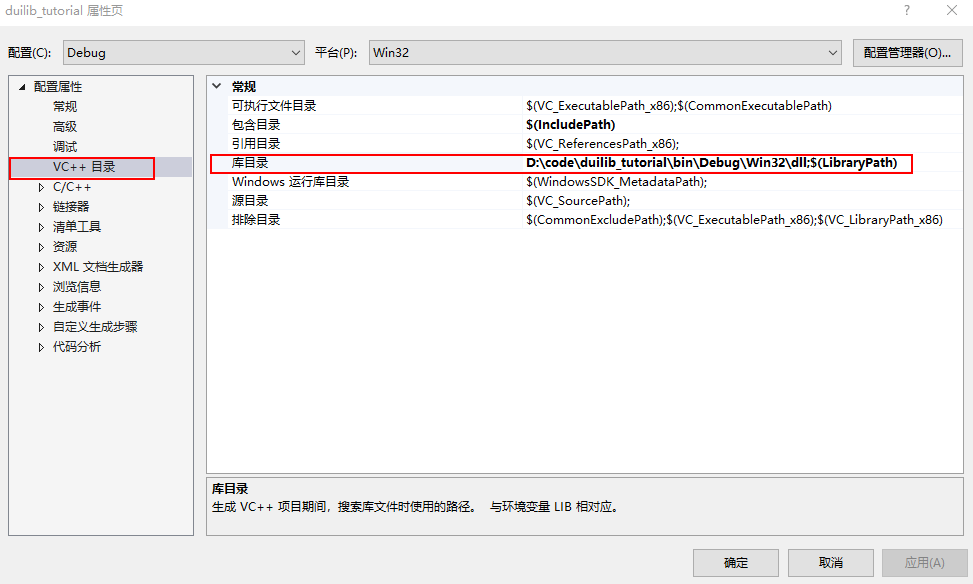 duilib_tutorial 属性页
?
配置(C): Debug 平台(P): Win32 配置管理器(O)...
配置属性
常规
高级
调试
VC++ 目录
C/C++
链接器
清单工具
资源
XML 文档生成器
浏览信息
生成事件
自定义生成步骤
代码分析
常规
可执行文件目录 $(VC_ExecutablePath_x86);$(CommonExecutablePath)
包含目录 $(IncludePath)
引用目录 $(VC_ReferencesPath_x86);
库目录 D:\code\duilib_tutorial\bin\Debug\Win32\dll;$(LibraryPath)
Windows 运行库目录 $(WindowsSDK_MetadataPath);
源目录 $(VC_SourcePath);
排除目录 $(CommonExcludePath);$(VC_ExecutablePath_x86);$(VC_LibraryPath_x86)
库目录
生成 VC++ 项目期间，搜索库文件时使用的路径。 与环境变量 LIB 相对应。
确定 取消 应用(A)